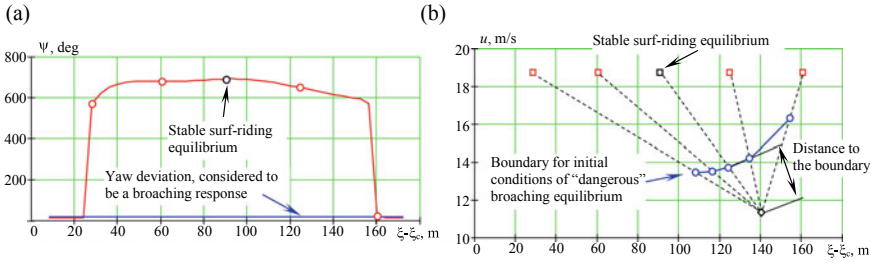 (a)
ψ, deg
800
600
400
200
0
0 20 40 60 80 100 120 140 160
ξ-ξc, m
Stable surf-riding
equilibrium
Yaw deviation, considered to
be a broaching response
(b)
u, m/s
20
18
16
14
12
10
0 20 40 60 80 100 120 140 160
ξ-ξc, m
Stable surf-riding equilibrium
Boundary for initial
conditions of “dangerous”
broaching equilibrium
Distance to
the boundary